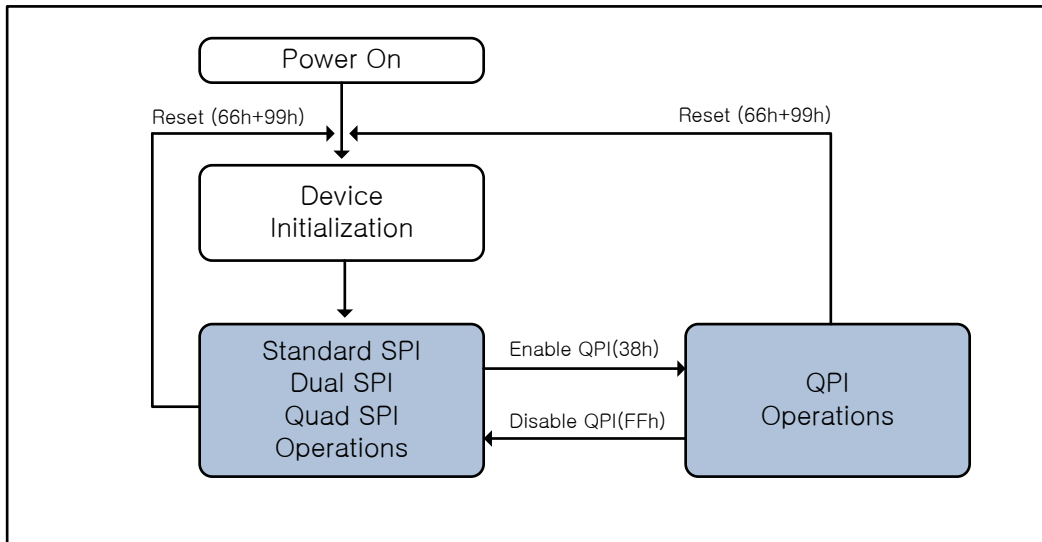 Power On
Reset (66h+99h)
Reset (66h+99h)
Device
Initialization
Standard SPI
Dual SPI
Quad SPI
Operations
Enable QPI(38h)
Disable QPI(FFh)
QPI
Operations